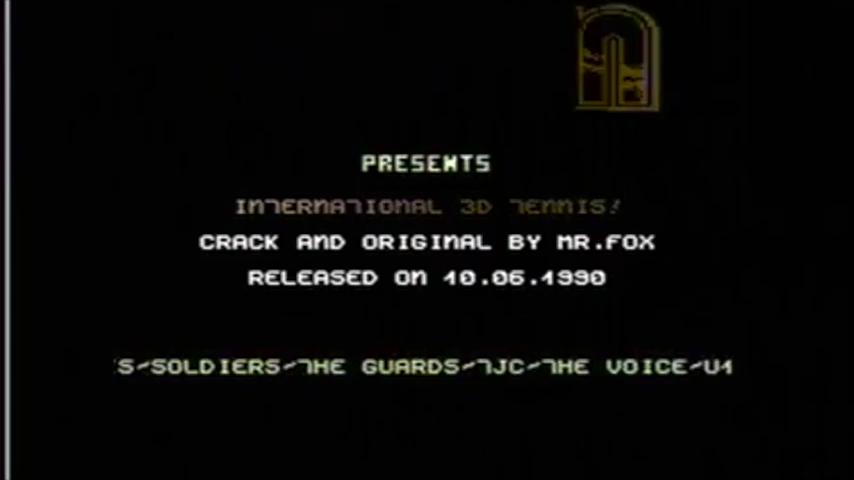 PRESENTS
INTERNATIONAL 3D TENNIS!
CRACK AND ORIGINAL BY MR.FOX
RELEASED ON 10.06.1990
S-SOLDIERS-THE GUARDS-TJC-THE VOICE-U